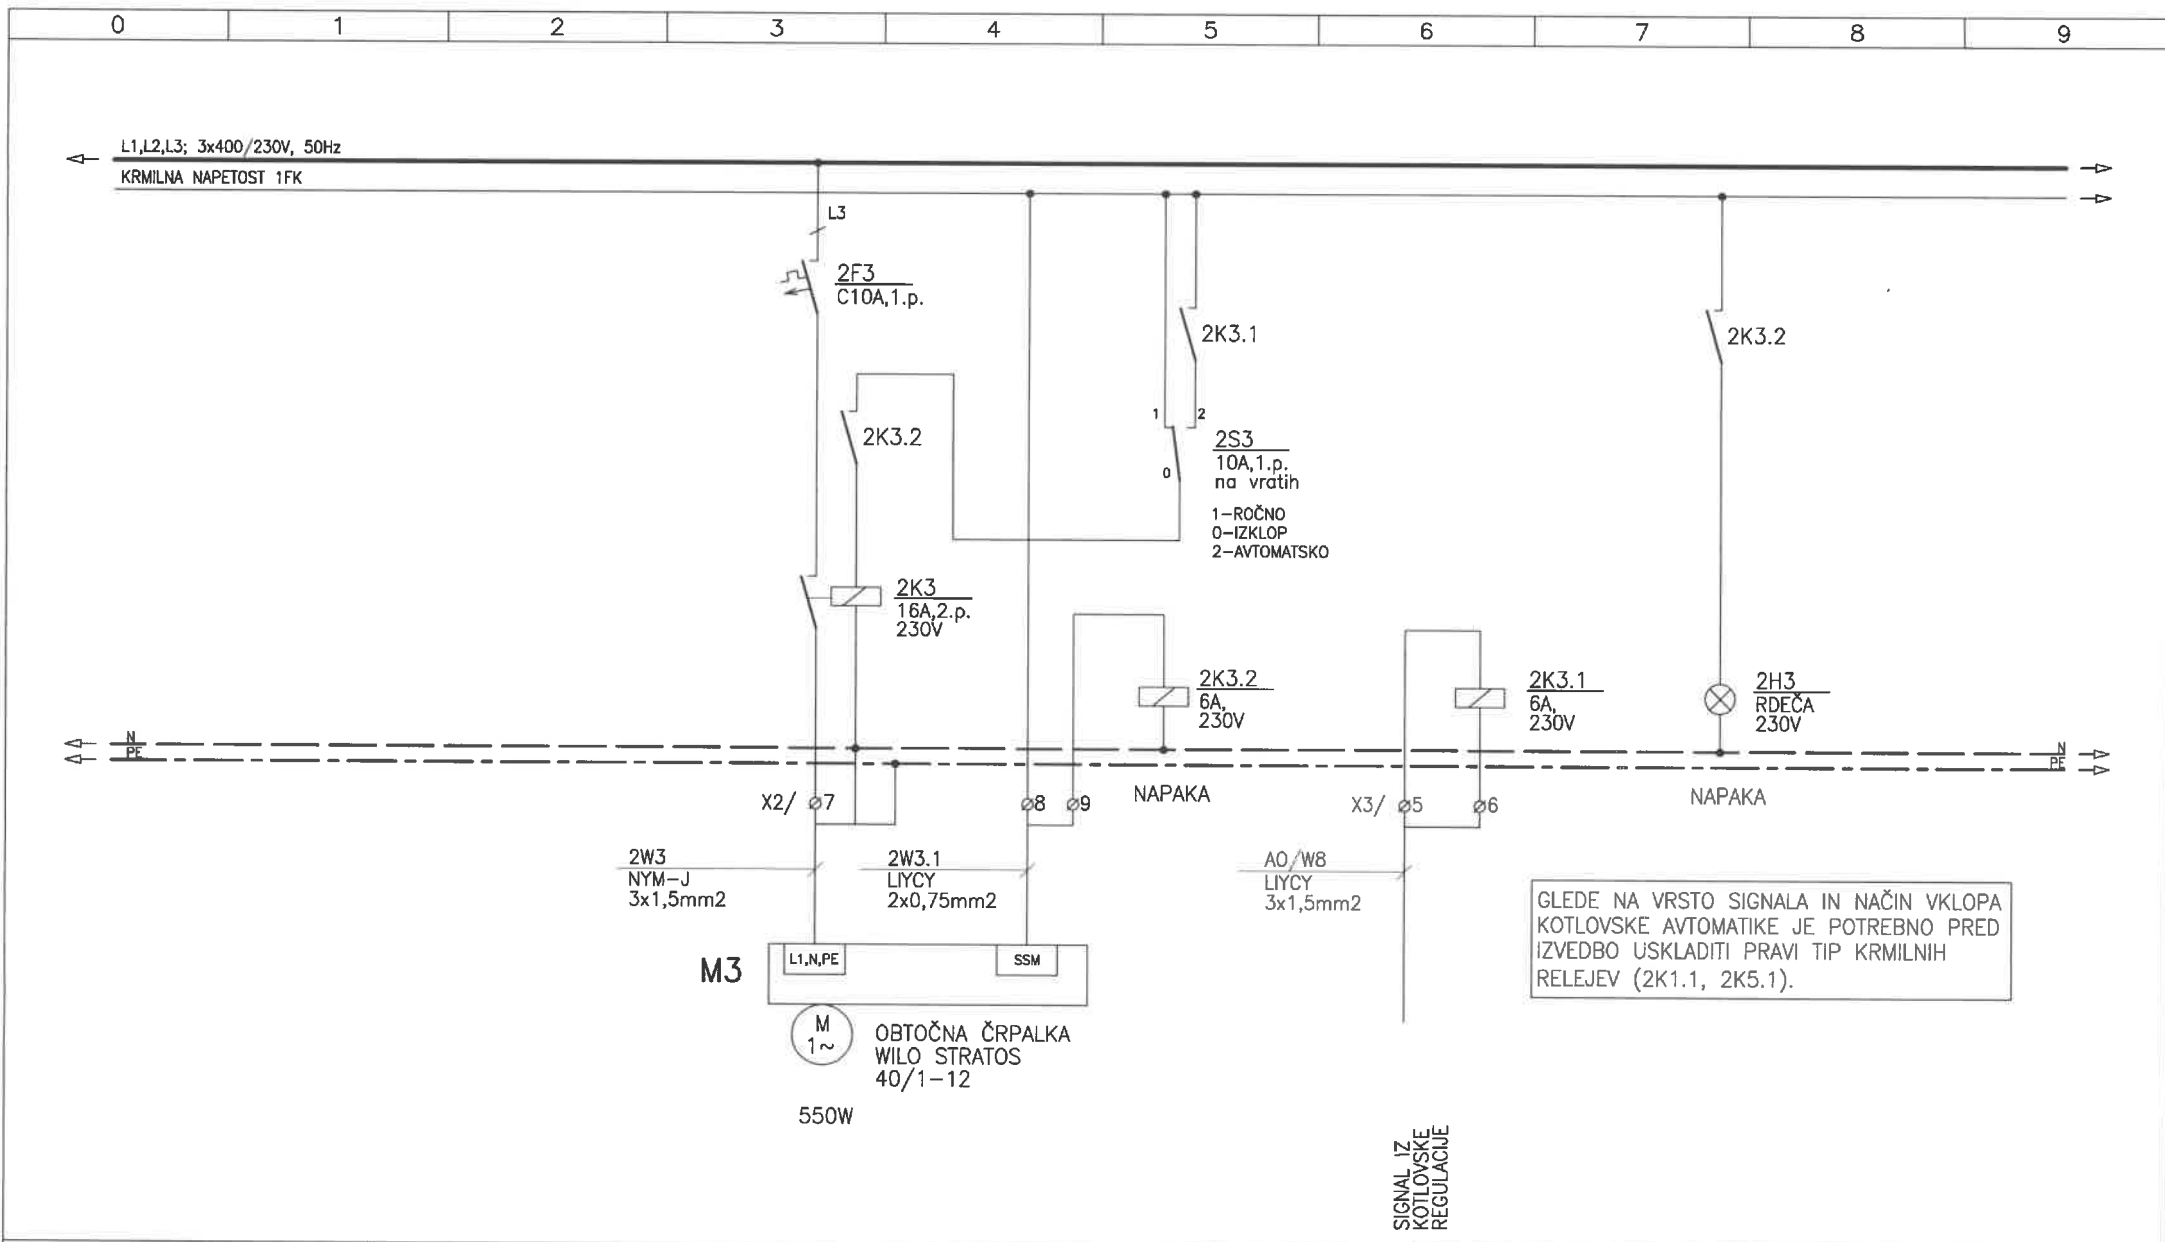 0 1 2 3 4 5 6 7 8 9
L1,L2,L3; 3x400/230V, 50Hz
KRMILNA NAPETOST 1FK
L3
2F3
C10A,1.p.
2K3.1
2K3.2
2K3.2
1 2
0
2S3
10A,1.p.
na vratih
1-ROČNO
0-IZKLOP
2-AVTOMATSKO
2K3
16A,2.p.
230V
2K3.2
6A,
230V
2K3.1
6A,
230V
2H3
RDEČA
230V
N
PE
N
PE
X2/ 7
8 9
NAPAKA
X3/ 5 6
NAPAKA
2W3
NYM-J
3x1,5mm2
2W3.1
LIYCY
2x0,75mm2
AO/W8
LIYCY
3x1,5mm2
GLEDE NA VRSTO SIGNALA IN NAČIN VKLOPA
KOTLOVSKE AVTOMATIKE JE POTREBNO PRED
IZVEDBO USKLADITI PRAVI TIP KRMILNIH
RELEJEV (2K1.1, 2K5.1).
M3
L1,N,PE
SSM
M
1~
OBTOČNA ČRPALKA
WILO STRATOS
40/1-12
550W
SIGNAL IZ
KOTLOVSKE
REGULACIJE